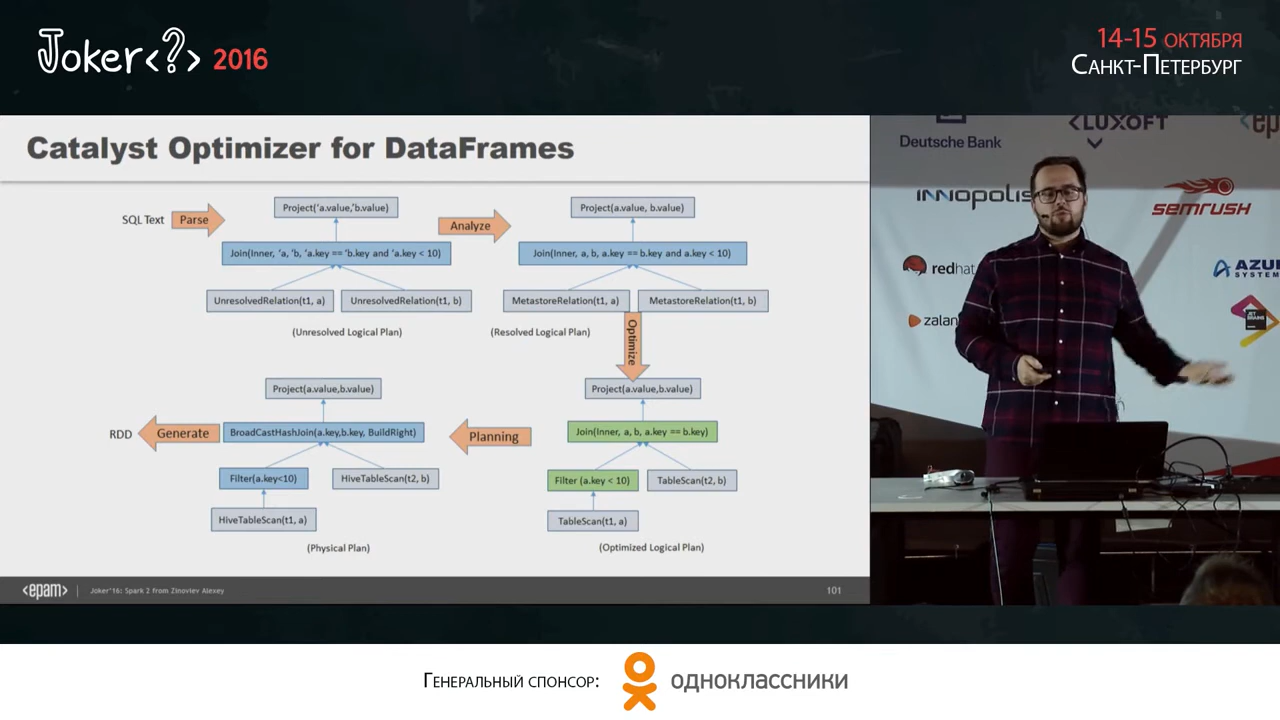 Joker<?> 2016
14-15 октября
Санкт-Петербург
Catalyst Optimizer for DataFrames
SQL Text
Parse
Project('a.value,'b.value)
Join(Inner, 'a, 'b, 'a.key == 'b.key and 'a.key < 10)
UnresolvedRelation(t1, a)
UnresolvedRelation(t1, b)
(Unresolved Logical Plan)
Analyze
Project(a.value, b.value)
Join(Inner, a, b, a.key == b.key and a.key < 10)
MetastoreRelation(t1, a)
MetastoreRelation(t1, b)
(Resolved Logical Plan)
Optimize
Project(a.value,b.value)
Join(Inner, a, b, a.key == b.key)
Filter (a.key < 10)
TableScan(t2, b)
TableScan(t1, a)
(Optimized Logical Plan)
Planning
Project(a.value,b.value)
BroadCastHashJoin(a.key,b.key, BuildRight)
Filter(a.key<10)
HiveTableScan(t2, b)
HiveTableScan(t1, a)
(Physical Plan)
Generate
RDD
<epam>
Joker'16: Spark 2 from Zinoviev Alexey
101
Deutsche Bank
LUXOFT
<ep
INNOPOLIS
semrush
redhat
AZUL
SYSTEM
zalan
JET
BRAINS
Генеральный спонсор:
одноклассники